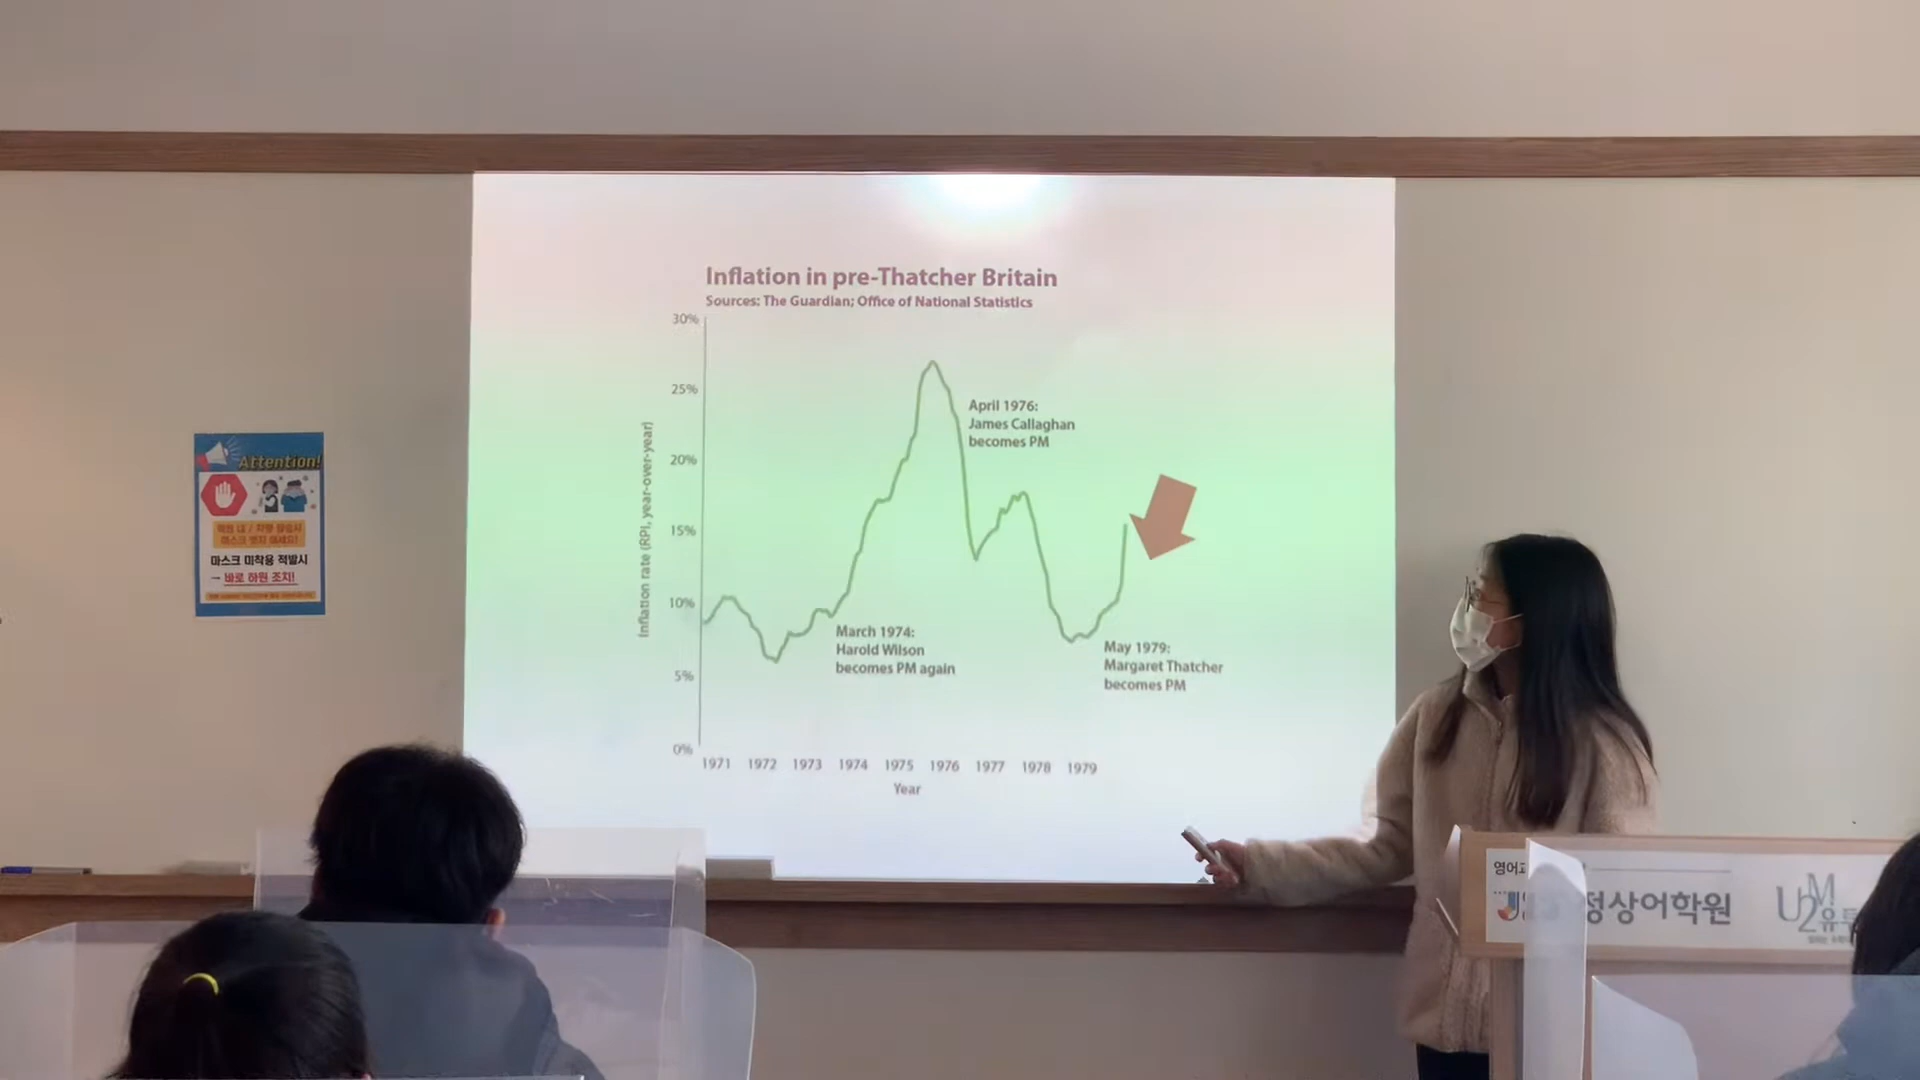 Inflation in pre-Thatcher Britain
Sources: The Guardian; Office of National Statistics
30%
25%
20%
15%
10%
5%
0%
Inflation rate (RPI, year-over-year)
April 1976:
James Callaghan
becomes PM
March 1974:
Harold Wilson
becomes PM again
May 1979:
Margaret Thatcher
becomes PM
1971 1972 1973 1974 1975 1976 1977 1978 1979
Year
Attention!
마스크 미착용 적발시
→ 바로 하원 조치!
영어
정상어학원
U2M